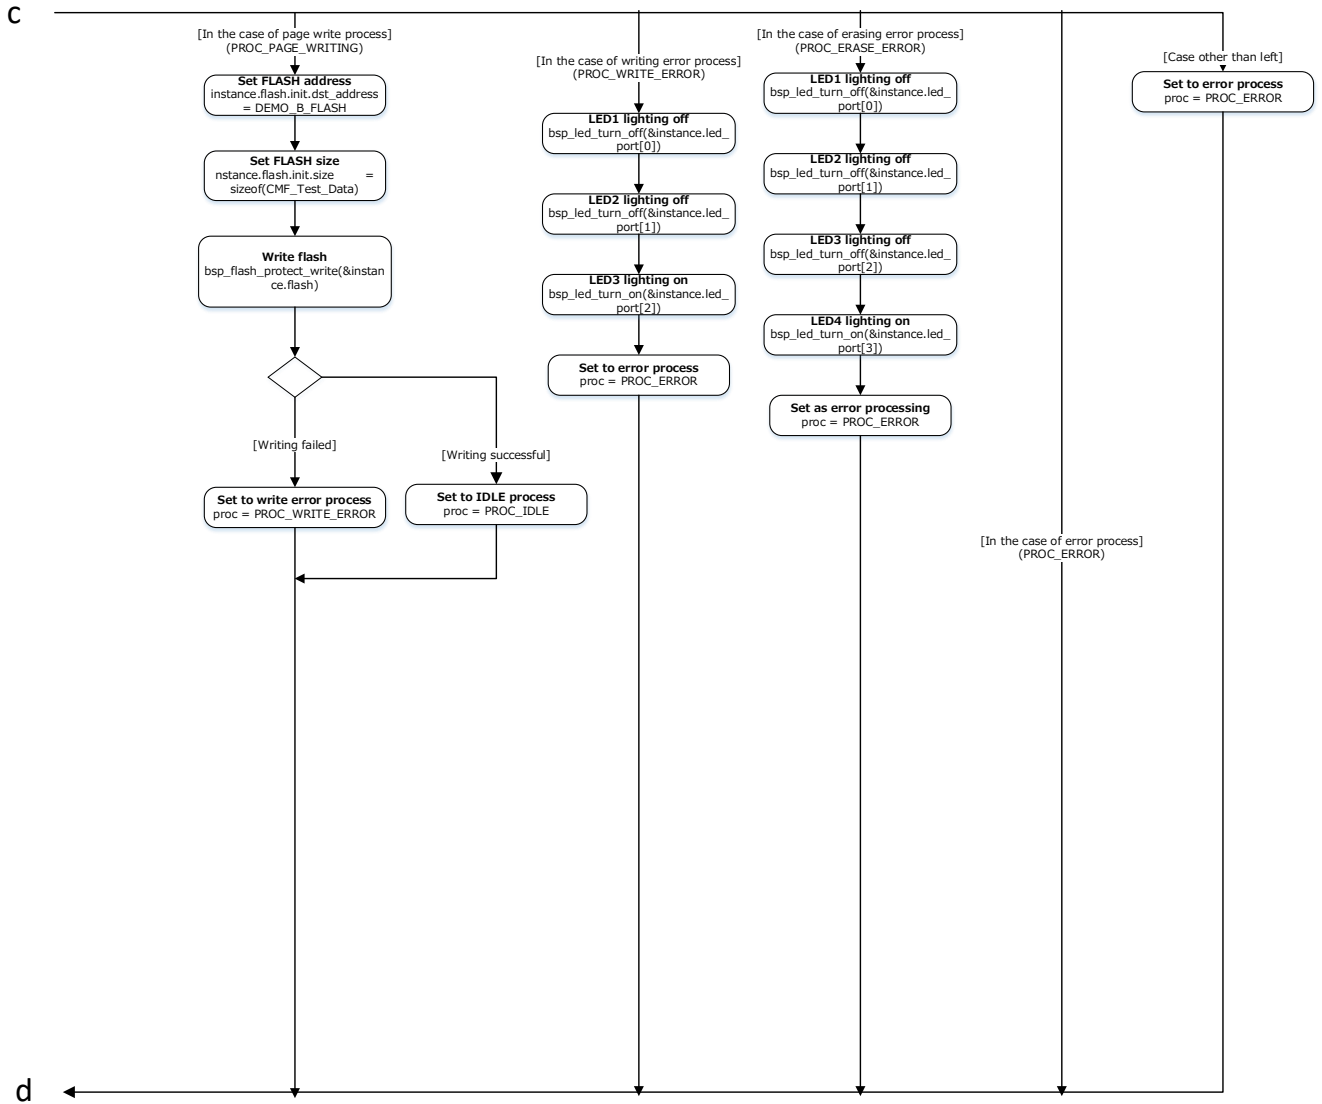 c
[In the case of page write process]
(PROC_PAGE_WRITING)
Set FLASH address
instance.flash.init.dst_address
= DEMO_B_FLASH
Set FLASH size
nstance.flash.init.size =
sizeof(CMF_Test_Data)
Write flash
bsp_flash_protect_write(&instan
ce.flash)
[Writing failed]
[Writing successful]
Set to write error process
proc = PROC_WRITE_ERROR
Set to IDLE process
proc = PROC_IDLE
[In the case of writing error process]
(PROC_WRITE_ERROR)
LED1 lighting off
bsp_led_turn_off(&instance.led_
port[0])
LED2 lighting off
bsp_led_turn_off(&instance.led_
port[1])
LED3 lighting on
bsp_led_turn_on(&instance.led_
port[2])
Set to error process
proc = PROC_ERROR
[In the case of erasing error process]
(PROC_ERASE_ERROR)
LED1 lighting off
bsp_led_turn_off(&instance.led_
port[0])
LED2 lighting off
bsp_led_turn_off(&instance.led_
port[1])
LED3 lighting off
bsp_led_turn_off(&instance.led_
port[2])
LED4 lighting on
bsp_led_turn_on(&instance.led_
port[3])
Set as error processing
proc = PROC_ERROR
[In the case of error process]
(PROC_ERROR)
[Case other than left]
Set to error process
proc = PROC_ERROR
d